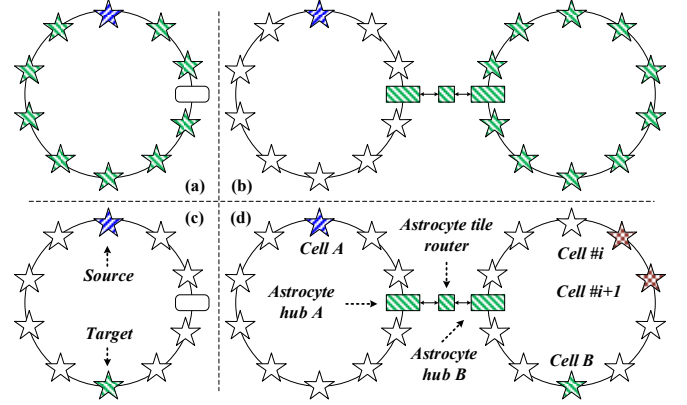 (a)
(b)
(c)
(d)
Source
Target
Cell A
Astrocyte tile
router
Astrocyte
hub A
Astrocyte
hub B
Cell #i
Cell #i+1
Cell B